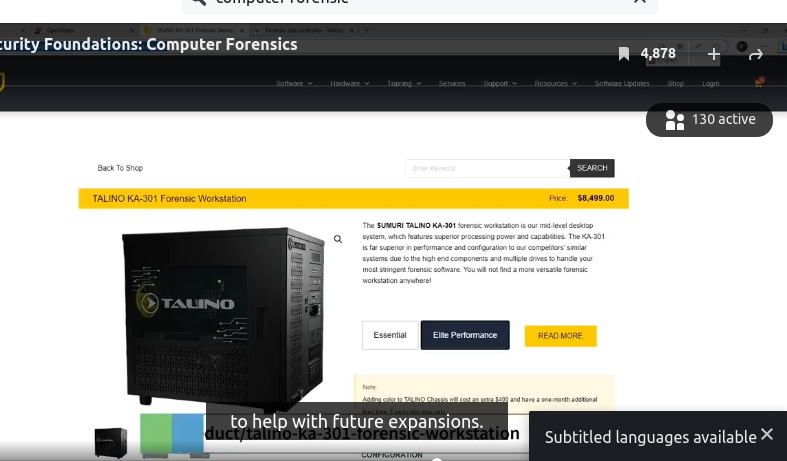 computer forensic
OpenStego
curity Foundations: Computer Forensics
4,878
Software
Hardware
Training
Services
Support
Resources
Software Updates
Shop
Login
130 active
Back To Shop
Enter Keyword
SEARCH
TALINO KA-301 Forensic Workstation
Price: $8,499.00
The SUMURI TALINO KA-301 forensic workstation is our mid-level desktop
system, which features superior processing power and capabilities. The KA-301
is far superior in performance and configuration to our competitors' similar
systems due to the high end components and multiple drives to handle your
most stringent forensic software. You will not find a more versatile forensic
workstation anywhere!
TALINO
Essential
Elite Performance
READ MORE
Note:
Adding color to TALINO Chassis will cost an extra $400 and have a one-month additional
to help with future expansions.
duct/talino-ka-301-forensic-workstation
Subtitled languages available
CONFIGURATION